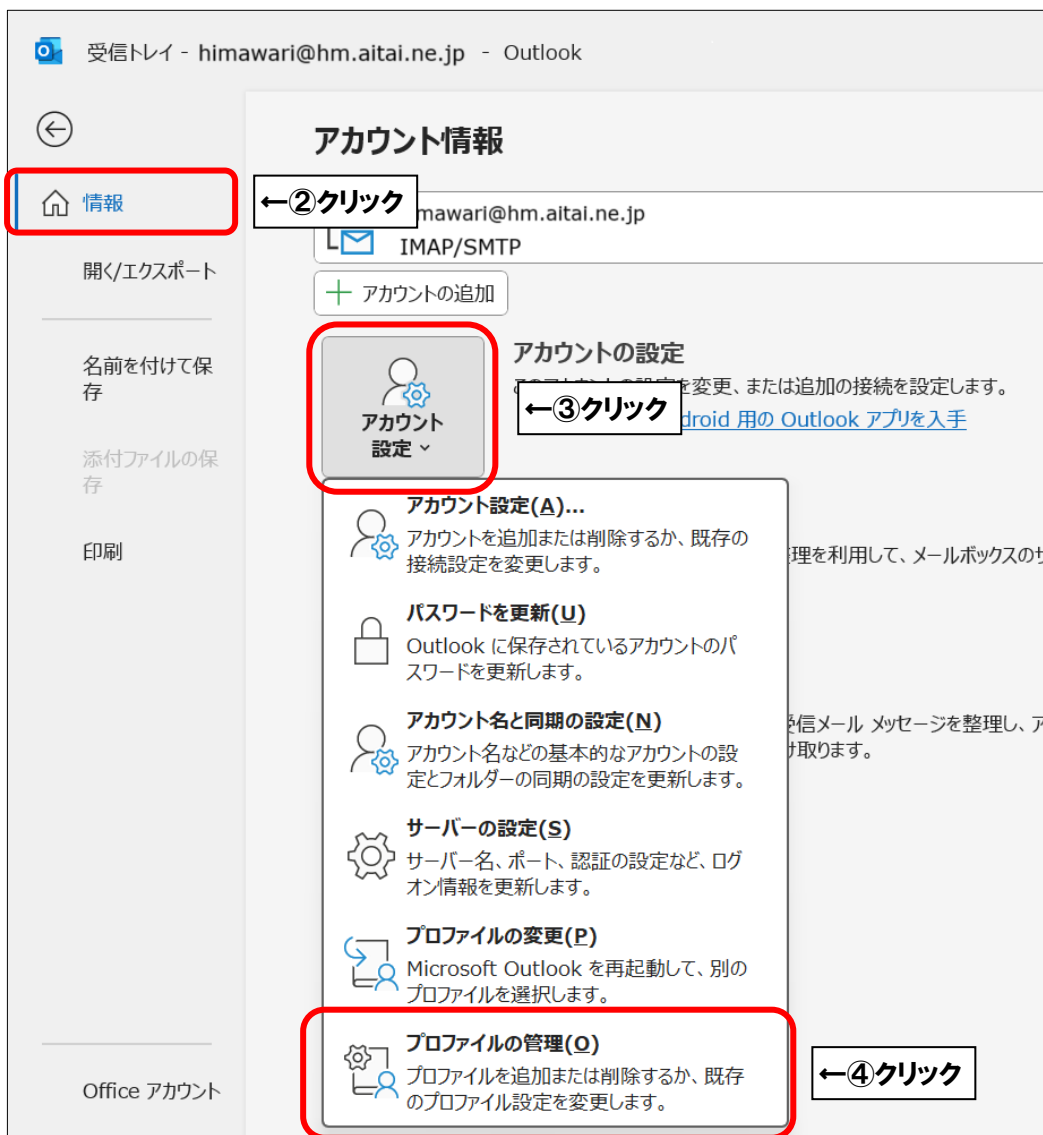 受信トレイ - himawari@hm.aitai.ne.jp - Outlook
アカウント情報
情報
←②クリック
mawari@hm.aitai.ne.jp
IMAP/SMTP
開く/エクスポート
アカウントの追加
名前を付けて保
存
添付ファイルの保
存
印刷
アカウント
設定
アカウントの設定
を変更、または追加の接続を設定します。
←③クリック
droid 用の Outlook アプリを入手
アカウント設定(A)...
アカウントを追加または削除するか、既存の
接続設定を変更します。
理を利用して、メールボックスのサ
パスワードを更新(U)
Outlook に保存されているアカウントのパ
スワードを更新します。
アカウント名と同期の設定(N)
アカウント名などの基本的なアカウントの設
定とフォルダーの同期の設定を更新します。
受信メール メッセージを整理し、ア
け取ります。
サーバーの設定(S)
サーバー名、ポート、認証の設定など、ログ
オン情報を更新します。
プロファイルの変更(P)
Microsoft Outlook を再起動して、別の
プロファイルを選択します。
プロファイルの管理(O)
プロファイルを追加または削除するか、既存
のプロファイル設定を変更します。
←④クリック
Office アカウント